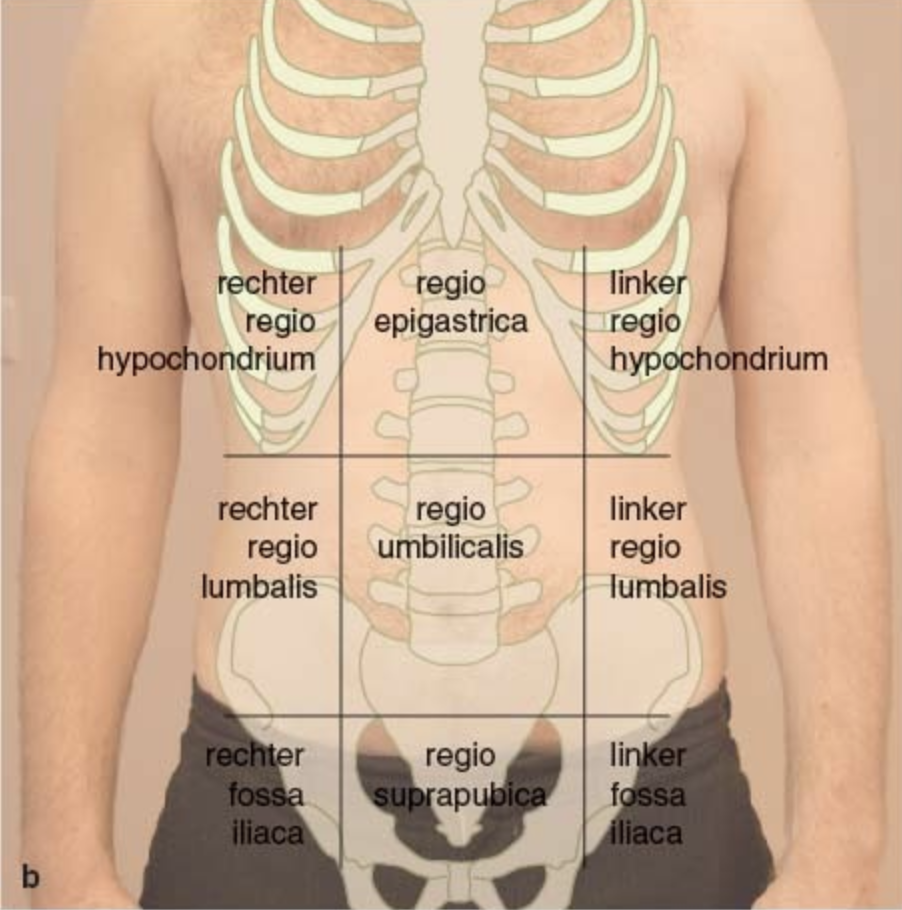 rechter
regio
hypochondrium
regio
epigastrica
linker
regio
hypochondrium
rechter
regio
lumbalis
regio
umbilicalis
linker
regio
lumbalis
rechter
fossa
iliaca
regio
suprapubica
linker
fossa
iliaca
b